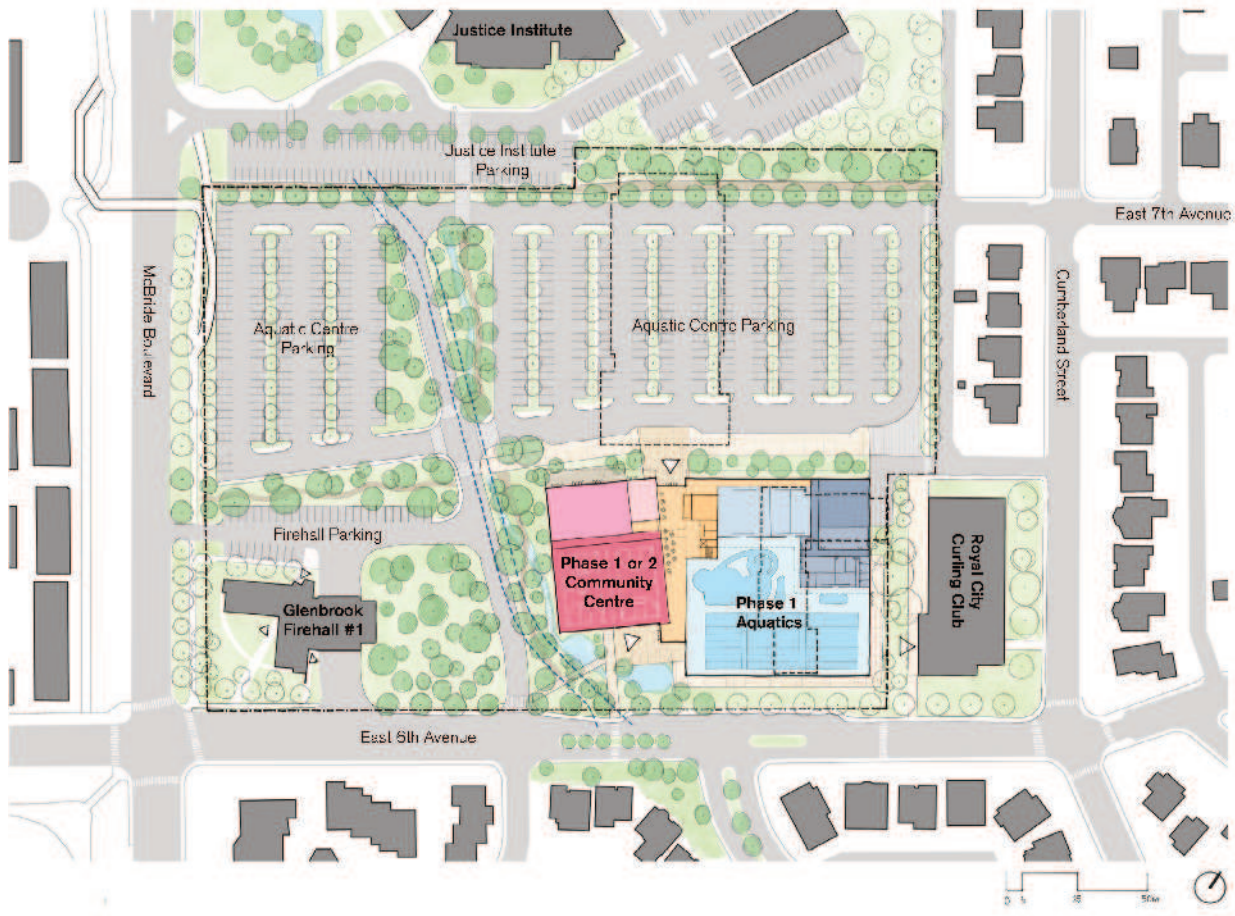 Justice Institute
Justice Institute
Parking
East 7th Avenue
McBride Boulevard
Aquatic Centre
Parking
Aquatic Centre Parking
Cumberland Street
Firehall Parking
Glenbrook
Firehall #1
Phase 1 or 2
Community
Centre
Phase 1
Aquatics
Royal City
Curling Club
East 6th Avenue
0 5 25 50m